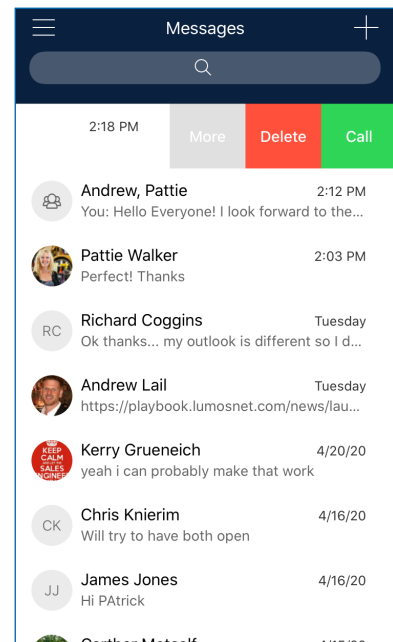 Messages
2:18 PM
More
Delete
Call
Andrew, Pattie 2:12 PM
You: Hello Everyone! I look forward to the...
Pattie Walker 2:03 PM
Perfect! Thanks
RC
Richard Coggins Tuesday
Ok thanks... my outlook is different so I d...
Andrew Lail Tuesday
https://playbook.lumosnet.com/news/lau...
KEEP
CALM
SALES
Kerry Grueneich 4/20/20
yeah i can probably make that work
CK
Chris Knierim 4/16/20
Will try to have both open
JJ
James Jones 4/16/20
Hi PAtrick